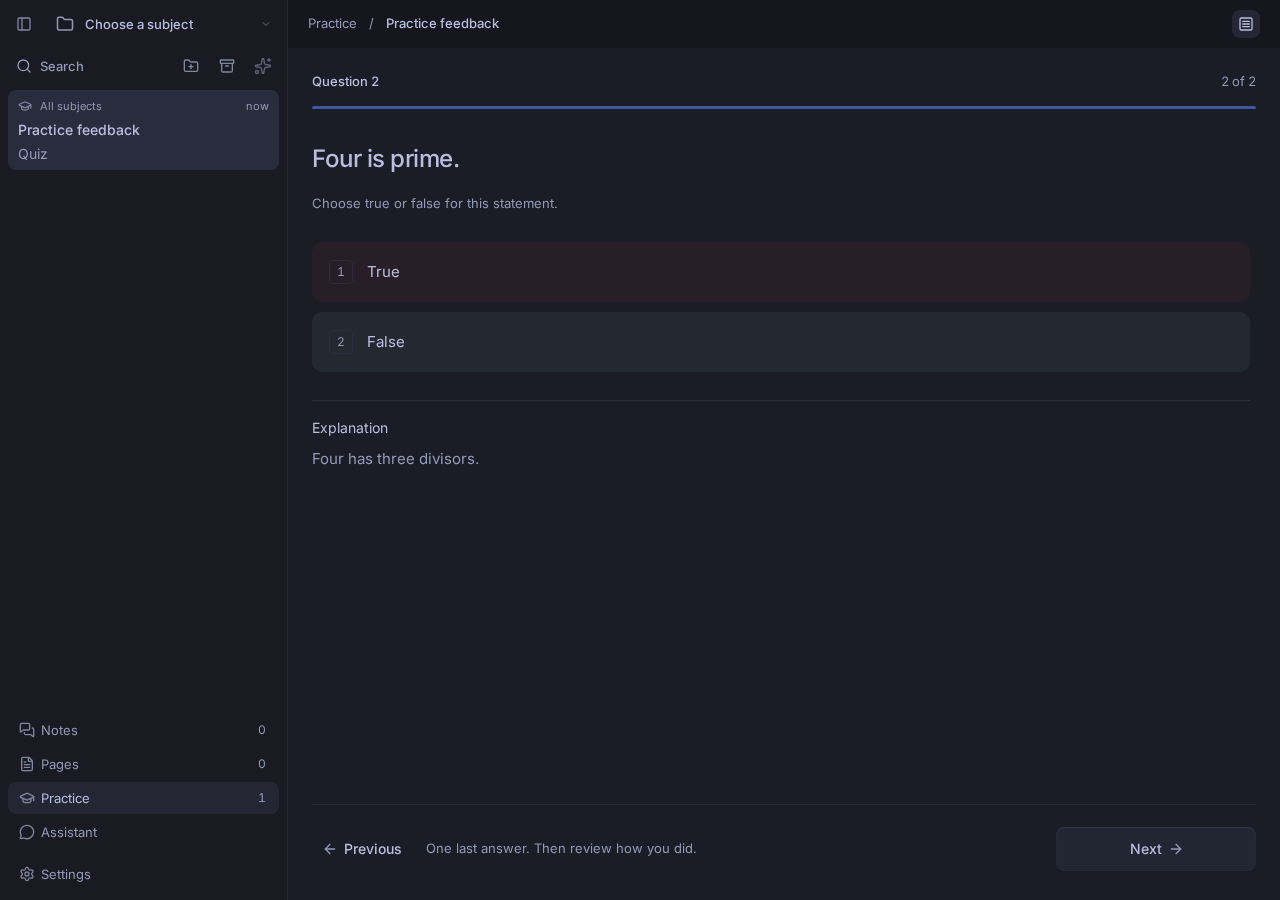 Choose a subject
Search
All subjects now
Practice feedback
Quiz
Notes 0
Pages 0
Practice 1
Assistant
Settings
Practice / Practice feedback
Question 2 2 of 2
Four is prime.
Choose true or false for this statement.
1 True
2 False
Explanation
Four has three divisors.
Previous One last answer. Then review how you did. Next